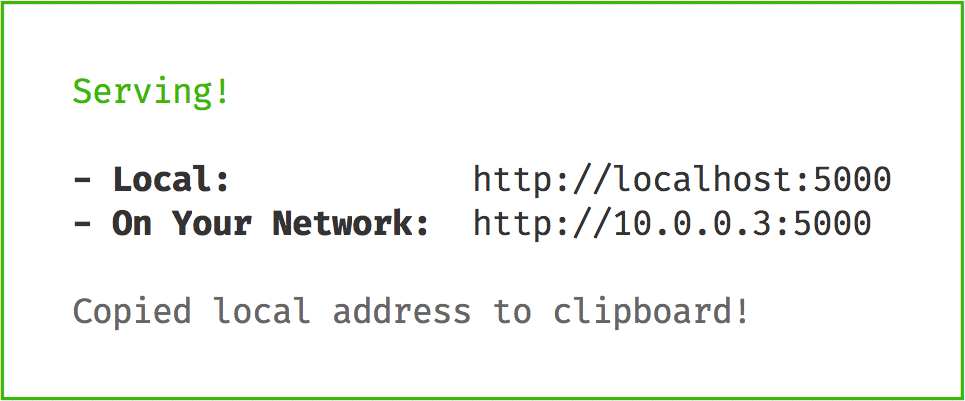 Serving!
- Local: http://localhost:5000
- On Your Network: http://10.0.0.3:5000
Copied local address to clipboard!